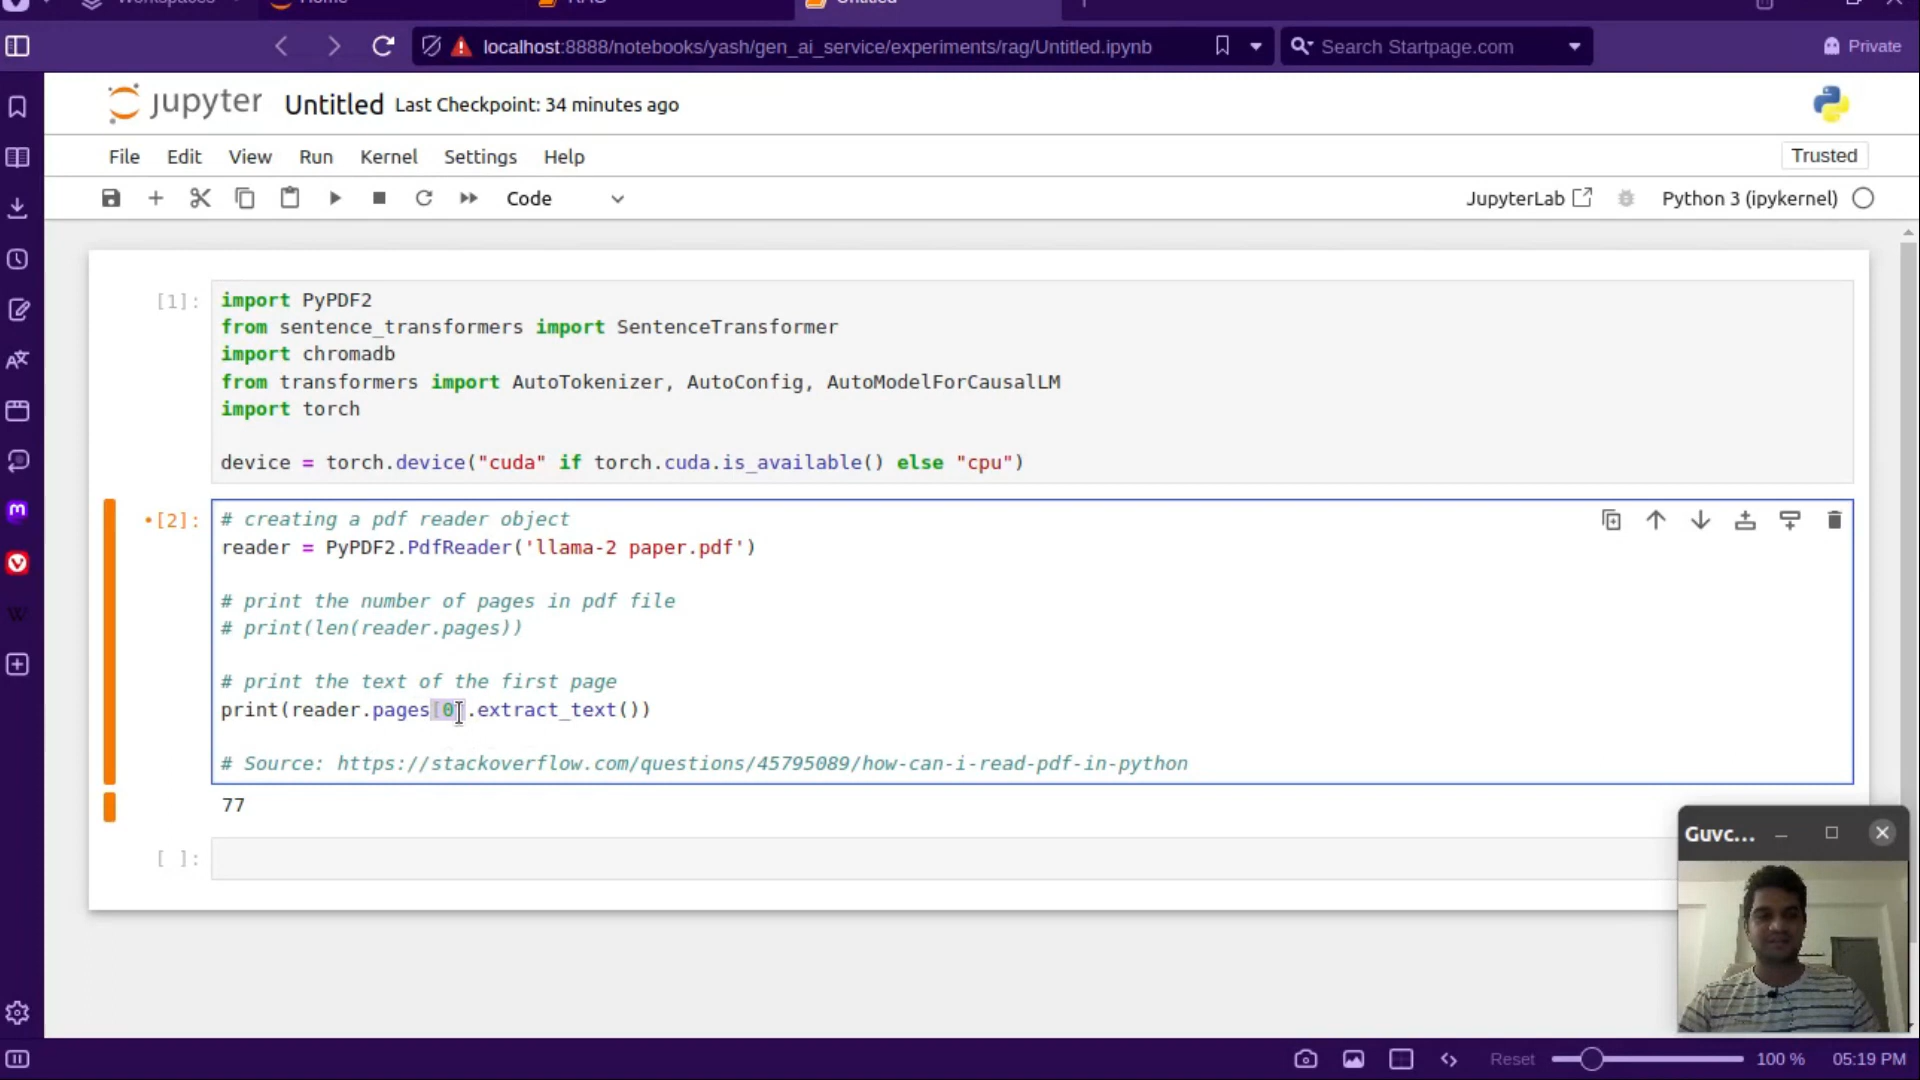 Workspaces
Home
RAG
Untitled
localhost:8888/notebooks/yash/gen_ai_service/experiments/rag/Untitled.ipynb
Search Startpage.com
Private
jupyter Untitled Last Checkpoint: 34 minutes ago
File Edit View Run Kernel Settings Help
Trusted
Code
JupyterLab
Python 3 (ipykernel)
[1]:
import PyPDF2
from sentence_transformers import SentenceTransformer
import chromadb
from transformers import AutoTokenizer, AutoConfig, AutoModelForCausalLM
import torch
device = torch.device("cuda" if torch.cuda.is_available() else "cpu")
•[2]:
# creating a pdf reader object
reader = PyPDF2.PdfReader('llama-2 paper.pdf')
# print the number of pages in pdf file
# print(len(reader.pages))
# print the text of the first page
print(reader.pages[0].extract_text())
# Source: https://stackoverflow.com/questions/45795089/how-can-i-read-pdf-in-python
77
[ ]:
Guvc...
Reset
100 %
05:19 PM